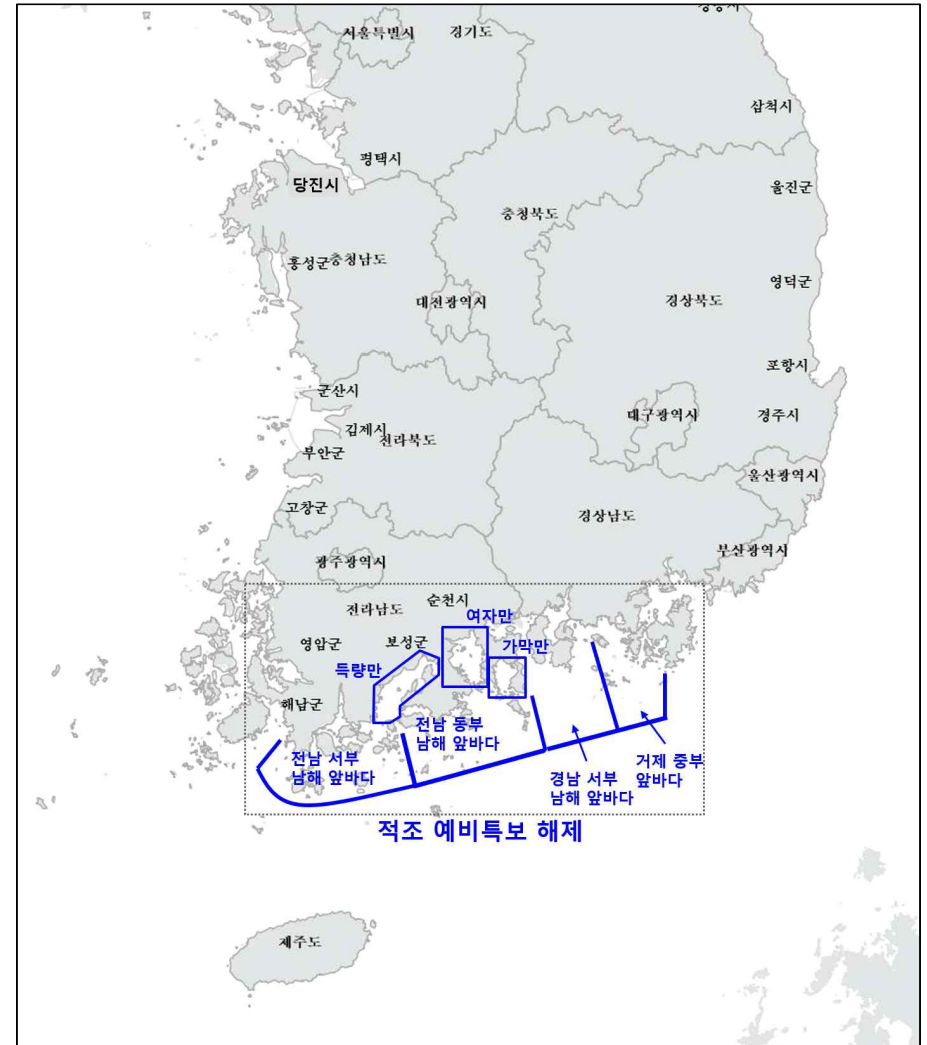 서울특별시
경기도
삼척시
평택시
당진시
울진군
충청북도
홍성군
충청남도
영덕군
대전광역시
경상북도
포항시
군산시
대구광역시
경주시
김제시
전라북도
부안군
울산광역시
고창군
경상남도
부산광역시
광주광역시
전라남도
순천시
여자만
영암군
보성군
가막만
득량만
해남군
전남 동부
남해 앞바다
전남 서부
남해 앞바다
경남 서부
남해 앞바다
거제 중부
앞바다
적조 예비특보 해제
제주도